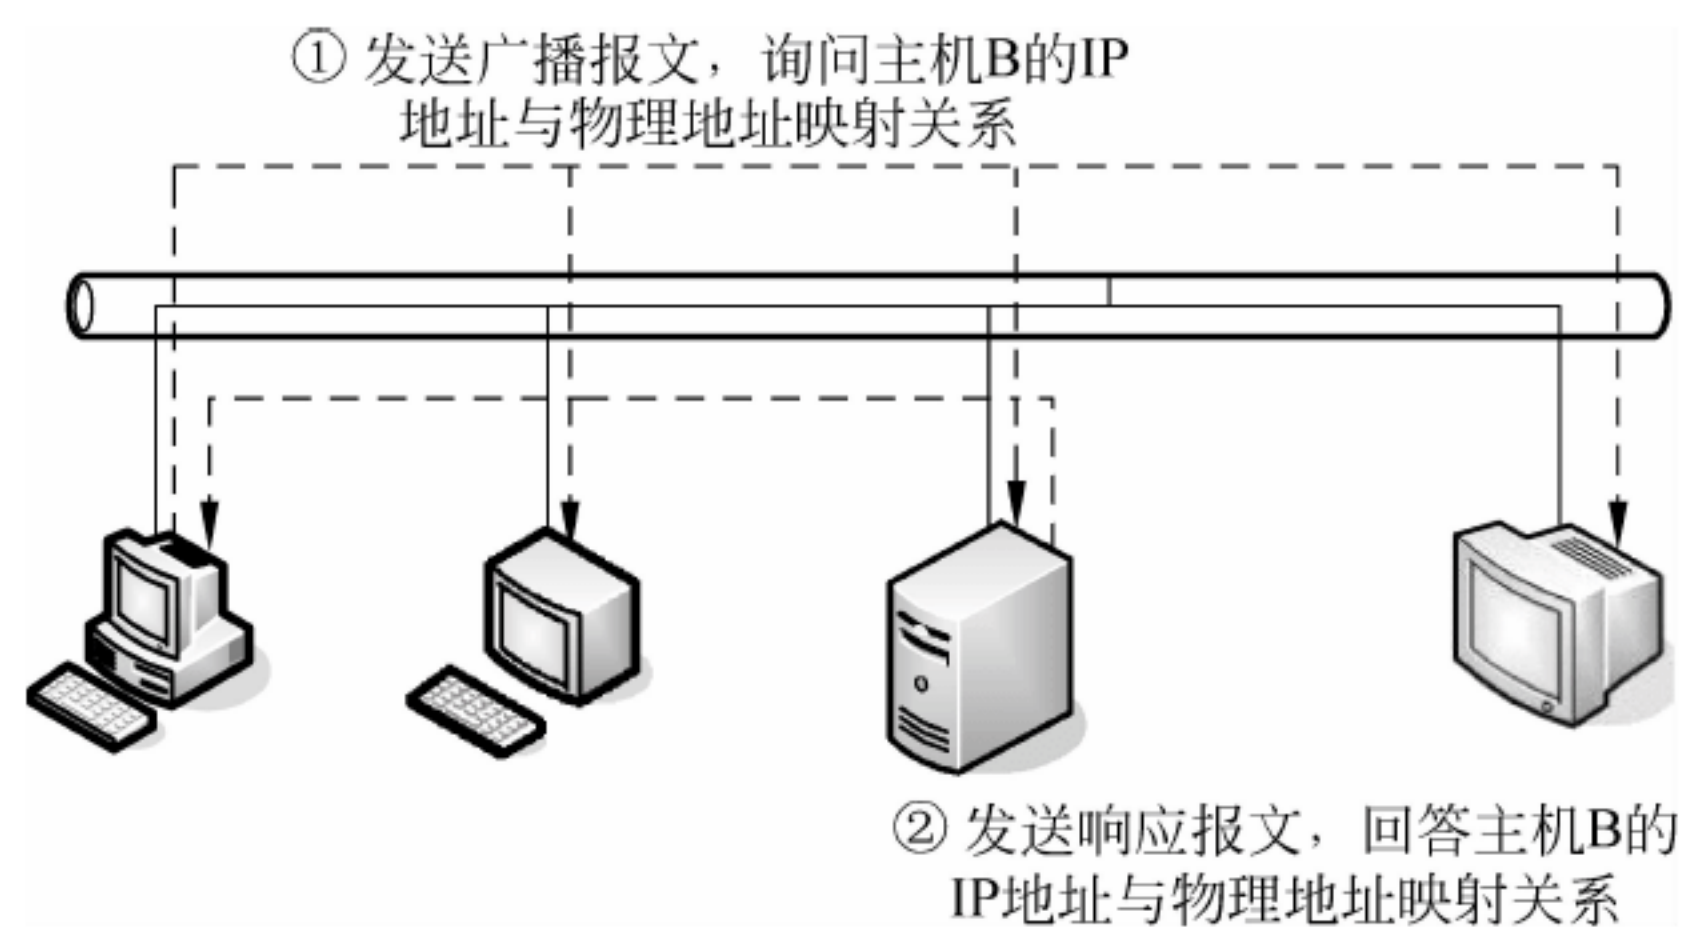 ① 发送广播报文，询问主机B的IP
地址与物理地址映射关系
② 发送响应报文，回答主机B的
IP地址与物理地址映射关系